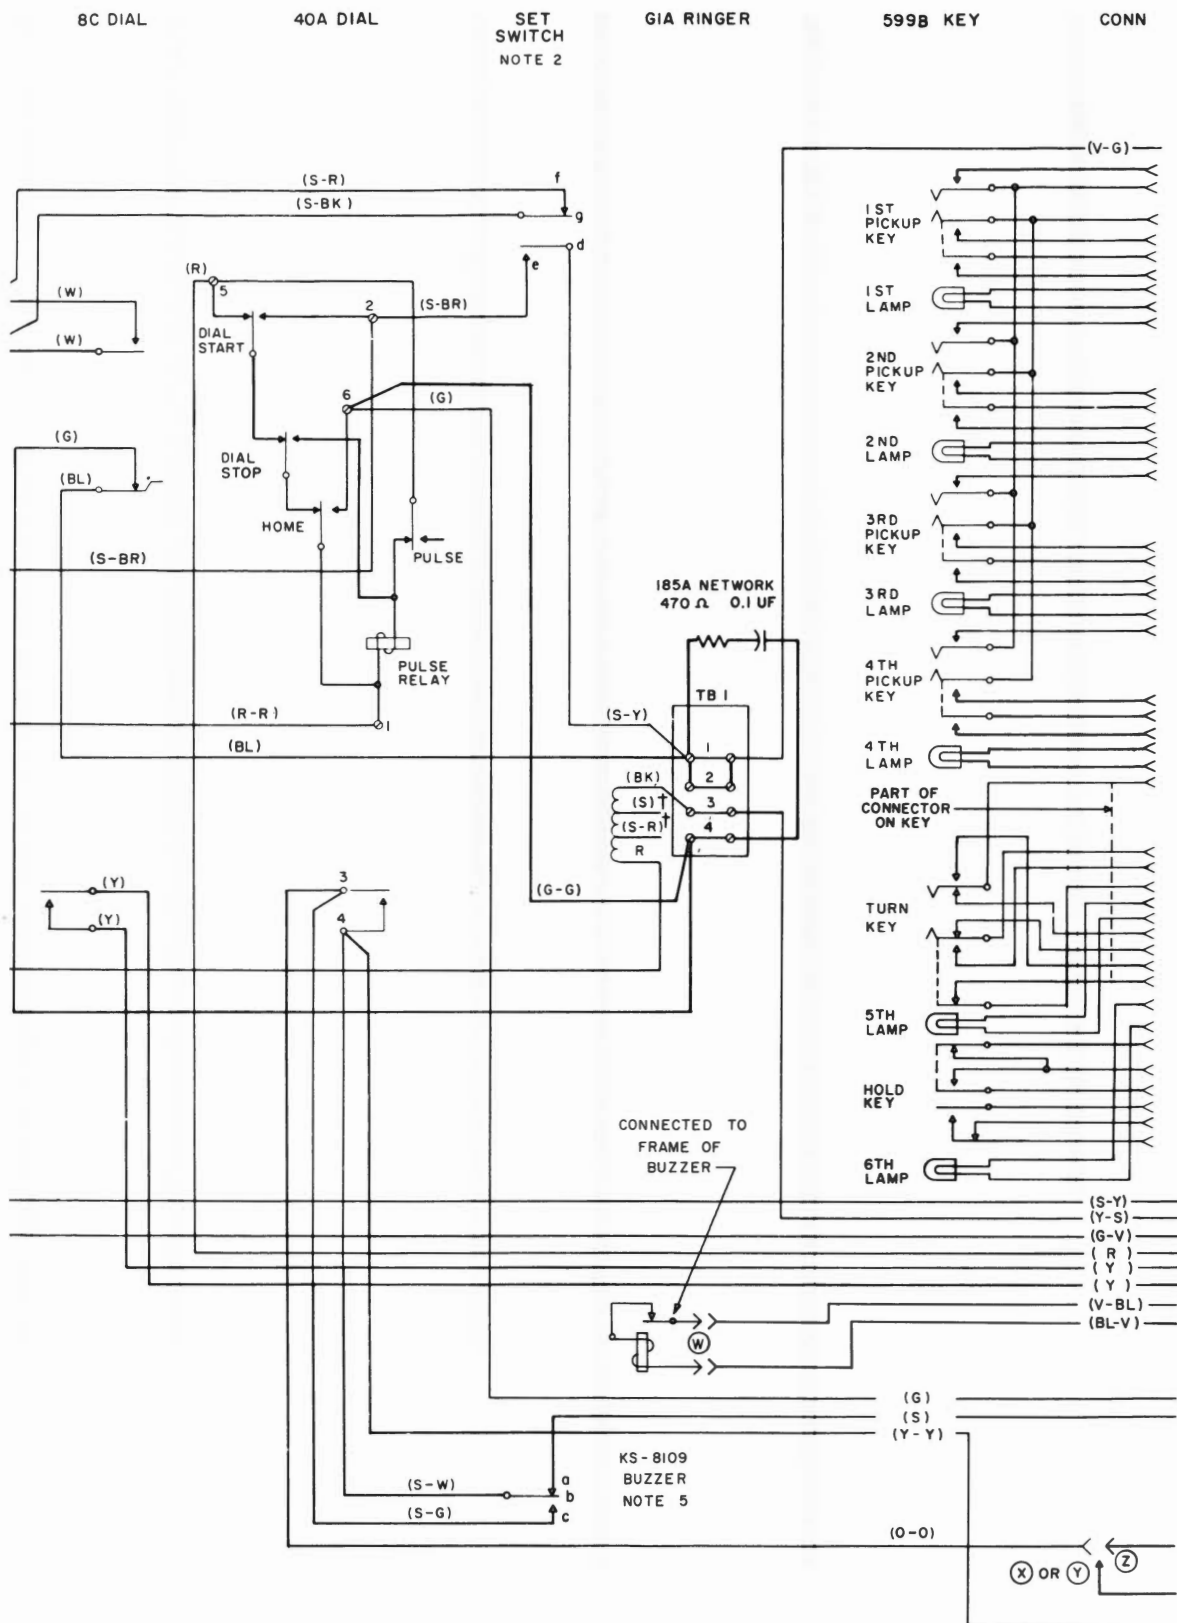 8C DIAL
40A DIAL
SET
SWITCH
NOTE 2
GIA RINGER
599B KEY
CONN
(V-G)
(S-R)
f
(S-BK)
g
d
e
1ST
PICKUP
KEY
1ST
LAMP
(R)
5
(W)
2
(S-BR)
(W)
DIAL
START
2ND
PICKUP
KEY
6
(G)
(G)
DIAL
STOP
2ND
LAMP
(BL)
HOME
3RD
PICKUP
KEY
(S-BR)
PULSE
185A NETWORK
470 Ω 0.1 UF
3RD
LAMP
PULSE
RELAY
4TH
PICKUP
KEY
TB 1
(R-R)
1
(S-Y)
(BL)
1
4TH
LAMP
(BK)
2
(S)†
3
(S-R)†
4
R
PART OF
CONNECTOR
ON KEY
(G-G)
3
(Y)
4
(Y)
TURN
KEY
5TH
LAMP
HOLD
KEY
CONNECTED TO
FRAME OF
BUZZER
6TH
LAMP
(S-Y)
(Y-S)
(G-V)
(R)
(Y)
(Y)
(V-BL)
(BL-V)
W
(G)
(S)
(Y-Y)
KS-8109
BUZZER
NOTE 5
(S-W)
a
b
(S-G)
c
(O-O)
X OR Y
Z